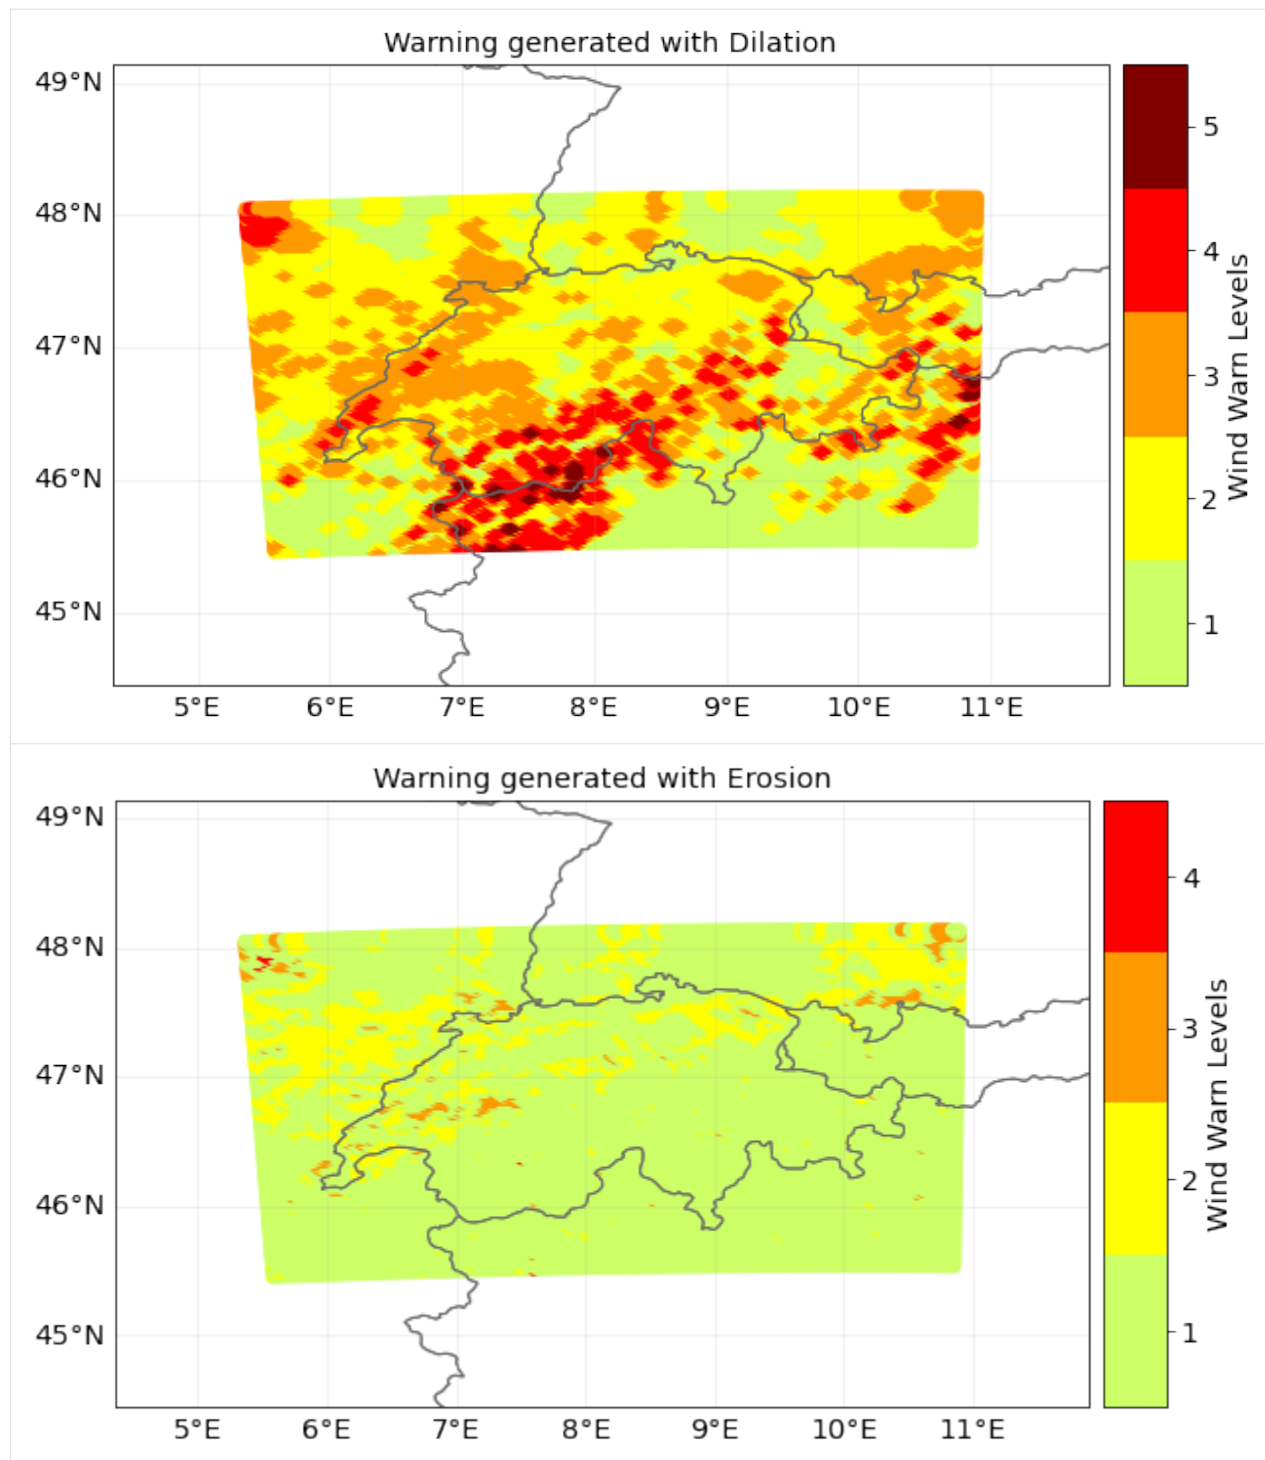 Warning generated with Dilation
49°N
48°N
47°N
46°N
45°N
5°E 6°E 7°E 8°E 9°E 10°E 11°E
5
4
3
2
1
Wind Warn Levels
Warning generated with Erosion
49°N
48°N
47°N
46°N
45°N
5°E 6°E 7°E 8°E 9°E 10°E 11°E
4
3
2
1
Wind Warn Levels